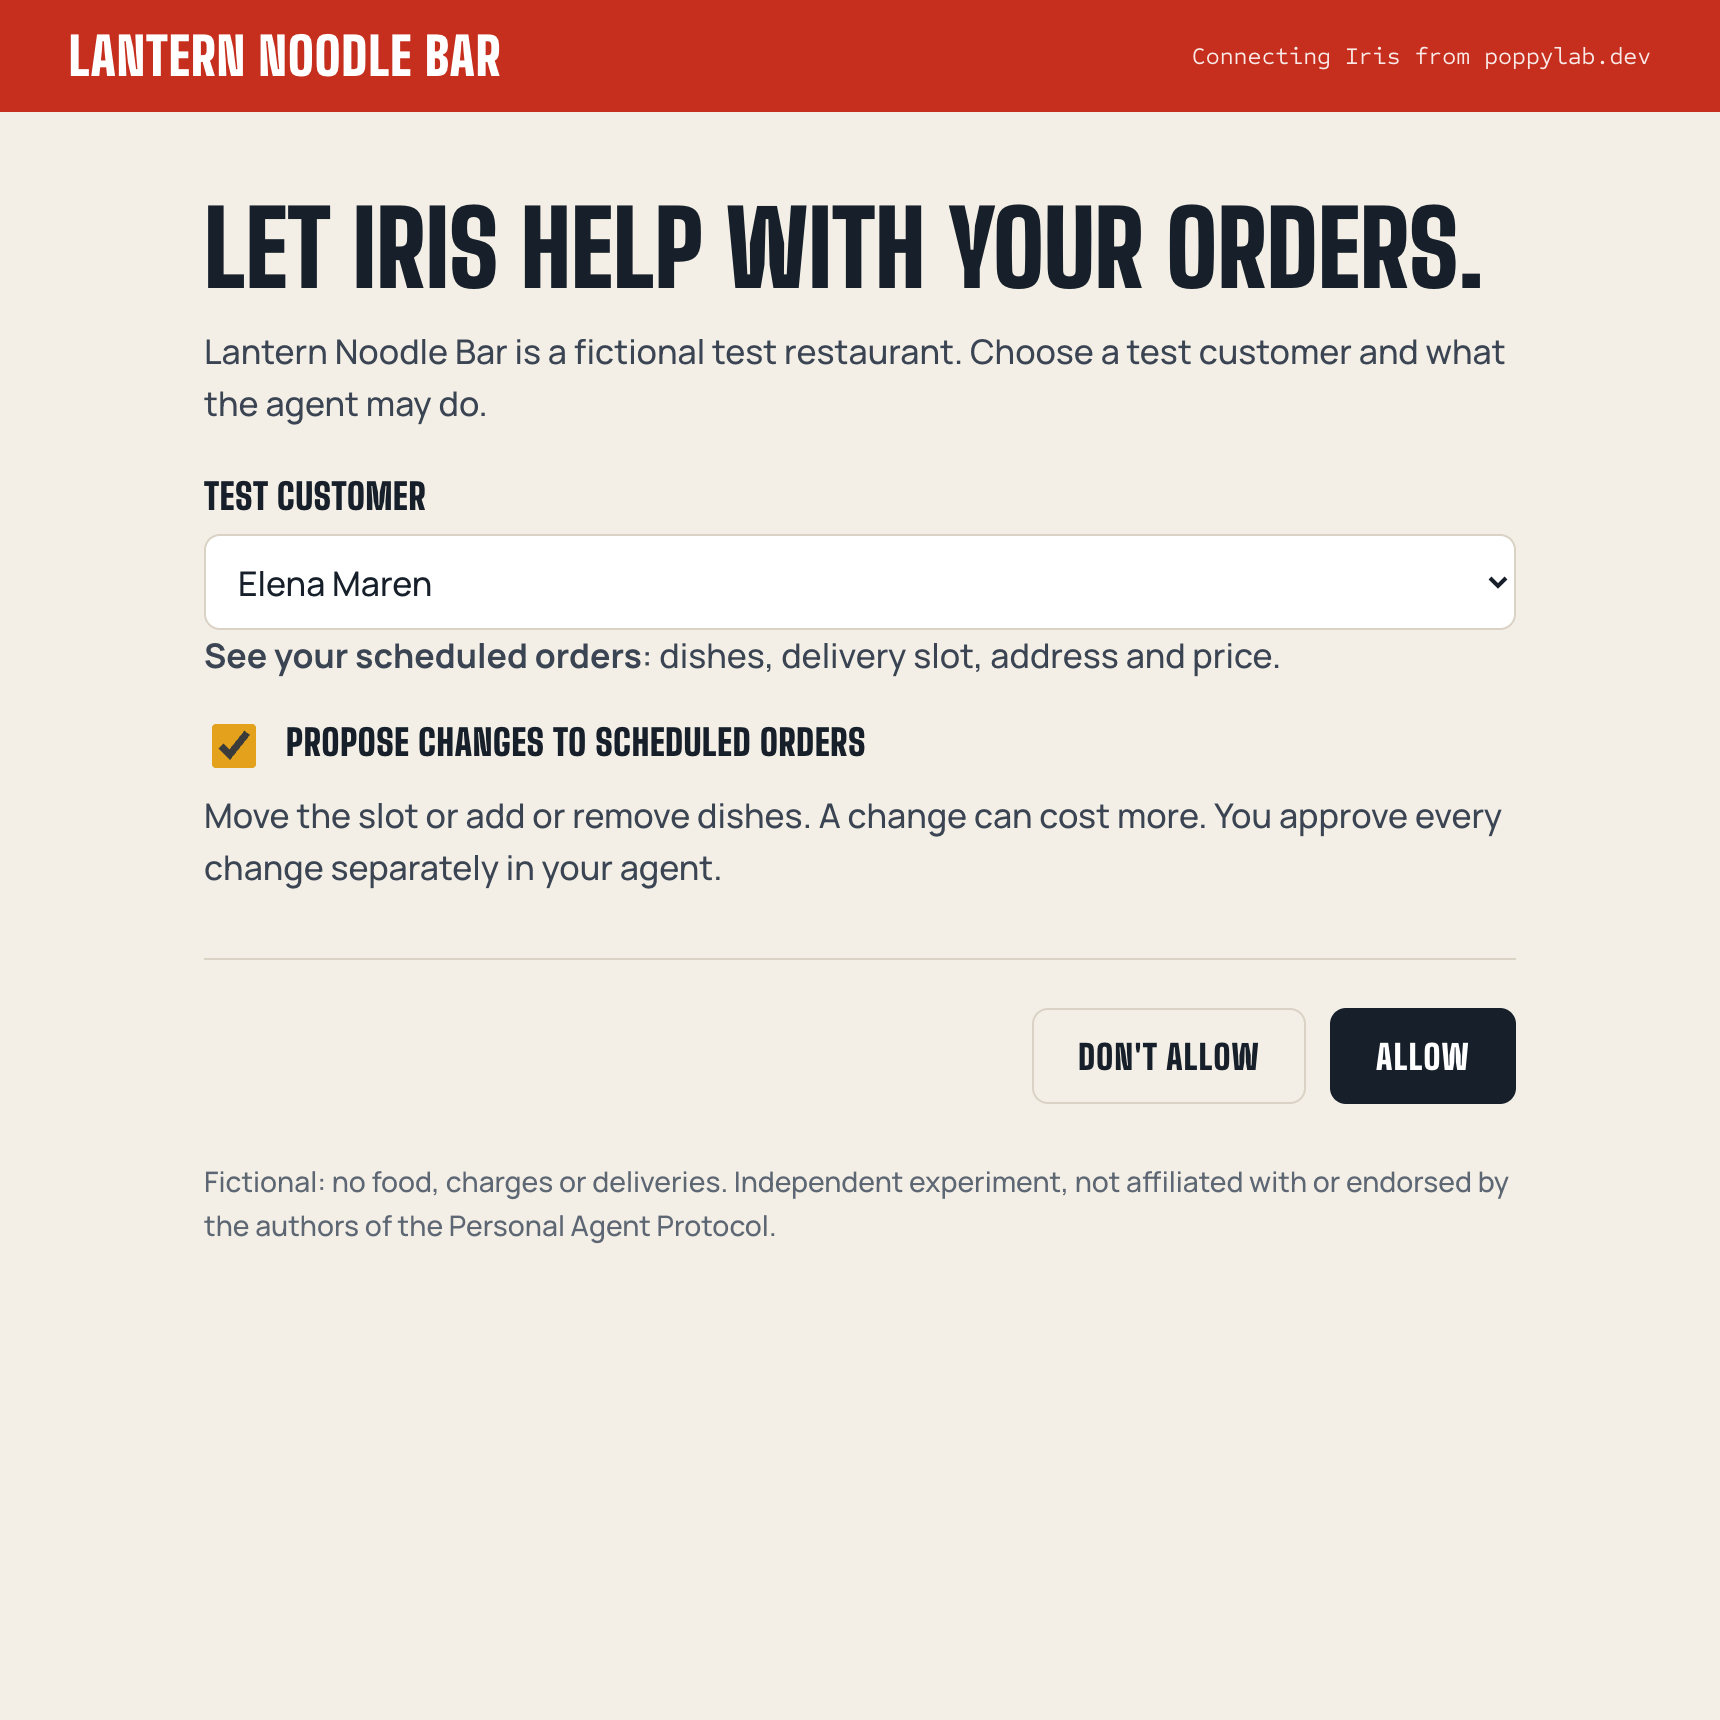 LANTERN NOODLE BAR
Connecting Iris from poppylab.dev
LET IRIS HELP WITH YOUR ORDERS.
Lantern Noodle Bar is a fictional test restaurant. Choose a test customer and what
the agent may do.
TEST CUSTOMER
Elena Maren
See your scheduled orders: dishes, delivery slot, address and price.
PROPOSE CHANGES TO SCHEDULED ORDERS
Move the slot or add or remove dishes. A change can cost more. You approve every
change separately in your agent.
DON'T ALLOW
ALLOW
Fictional: no food, charges or deliveries. Independent experiment, not affiliated with or endorsed by
the authors of the Personal Agent Protocol.